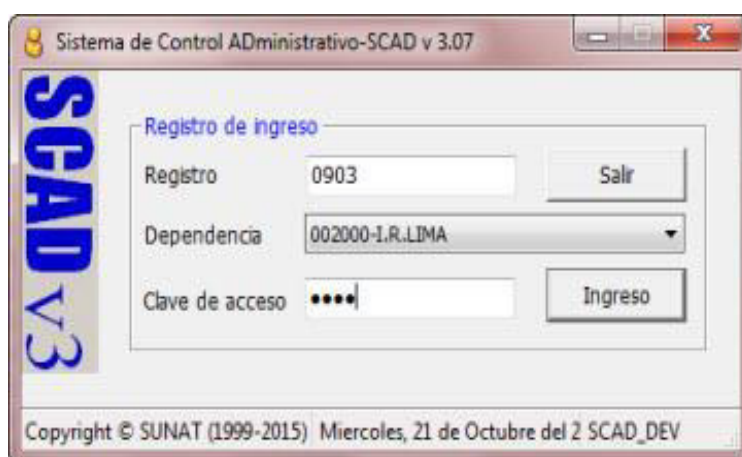 Sistema de Control ADministrativo-SCAD v 3.07
SCAD v3
Registro de ingreso
Registro 0903 Salir
Dependencia 002000-I.R.LIMA
Clave de acceso •••• Ingreso
Copyright © SUNAT (1999-2015) Miercoles, 21 de Octubre del 2 SCAD_DEV